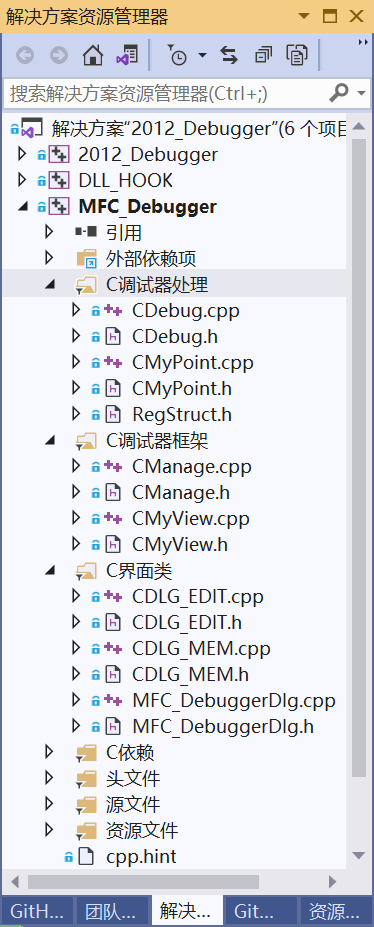 解决方案资源管理器
搜索解决方案资源管理器(Ctrl+;)
解决方案"2012_Debugger"(6 个项目
2012_Debugger
DLL_HOOK
MFC_Debugger
引用
外部依赖项
C调试器处理
CDebug.cpp
CDebug.h
CMyPoint.cpp
CMyPoint.h
RegStruct.h
C调试器框架
CManage.cpp
CManage.h
CMyView.cpp
CMyView.h
C界面类
CDLG_EDIT.cpp
CDLG_EDIT.h
CDLG_MEM.cpp
CDLG_MEM.h
MFC_DebuggerDlg.cpp
MFC_DebuggerDlg.h
C依赖
头文件
源文件
资源文件
cpp.hint
GitH... 团队... 解决... Git... 资源...